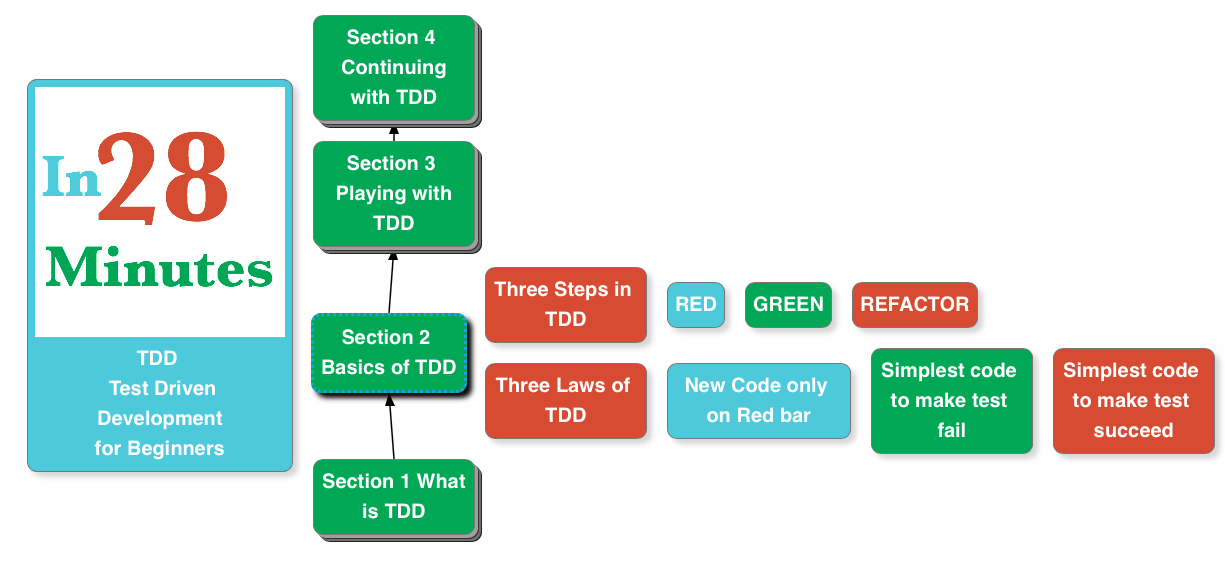 In28
Minutes
TDD
Test Driven
Development
for Beginners
Section 4
Continuing
with TDD
Section 3
Playing with
TDD
Section 2
Basics of TDD
Section 1 What
is TDD
Three Steps in
TDD
RED
GREEN
REFACTOR
Three Laws of
TDD
New Code only
on Red bar
Simplest code
to make test
fail
Simplest code
to make test
succeed